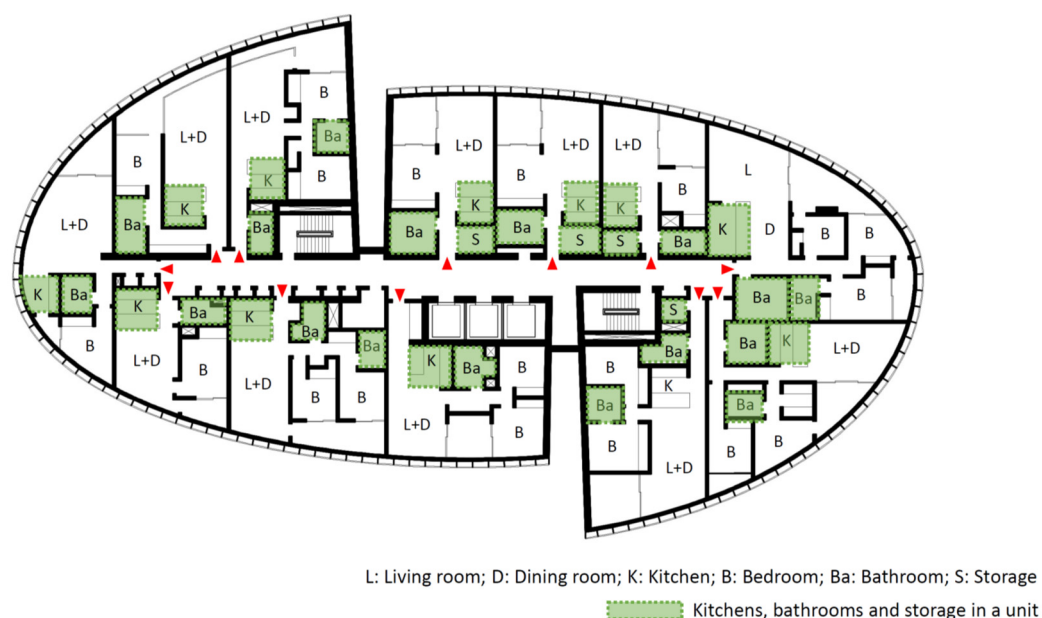 B
L+D
L+D
L+D
Ba
B
L+D
L+D
L+D
L
B
K
B
B
B
B
K
Ba
L+D
K
K
K
K
D
B
B
Ba
Ba
Ba
S
Ba
S
S
Ba
K
Ba
K
Ba
K
Ba
Ba
K
Ba
B
Ba
Ba
Ba
B
S
Ba
Ba
K
L+D
B
L+D
B
L+D
B
B
L+D
B
B
B
Ba
B
K
L+D
Ba
B
B
L: Living room; D: Dining room; K: Kitchen; B: Bedroom; Ba: Bathroom; S: Storage
Kitchens, bathrooms and storage in a unit